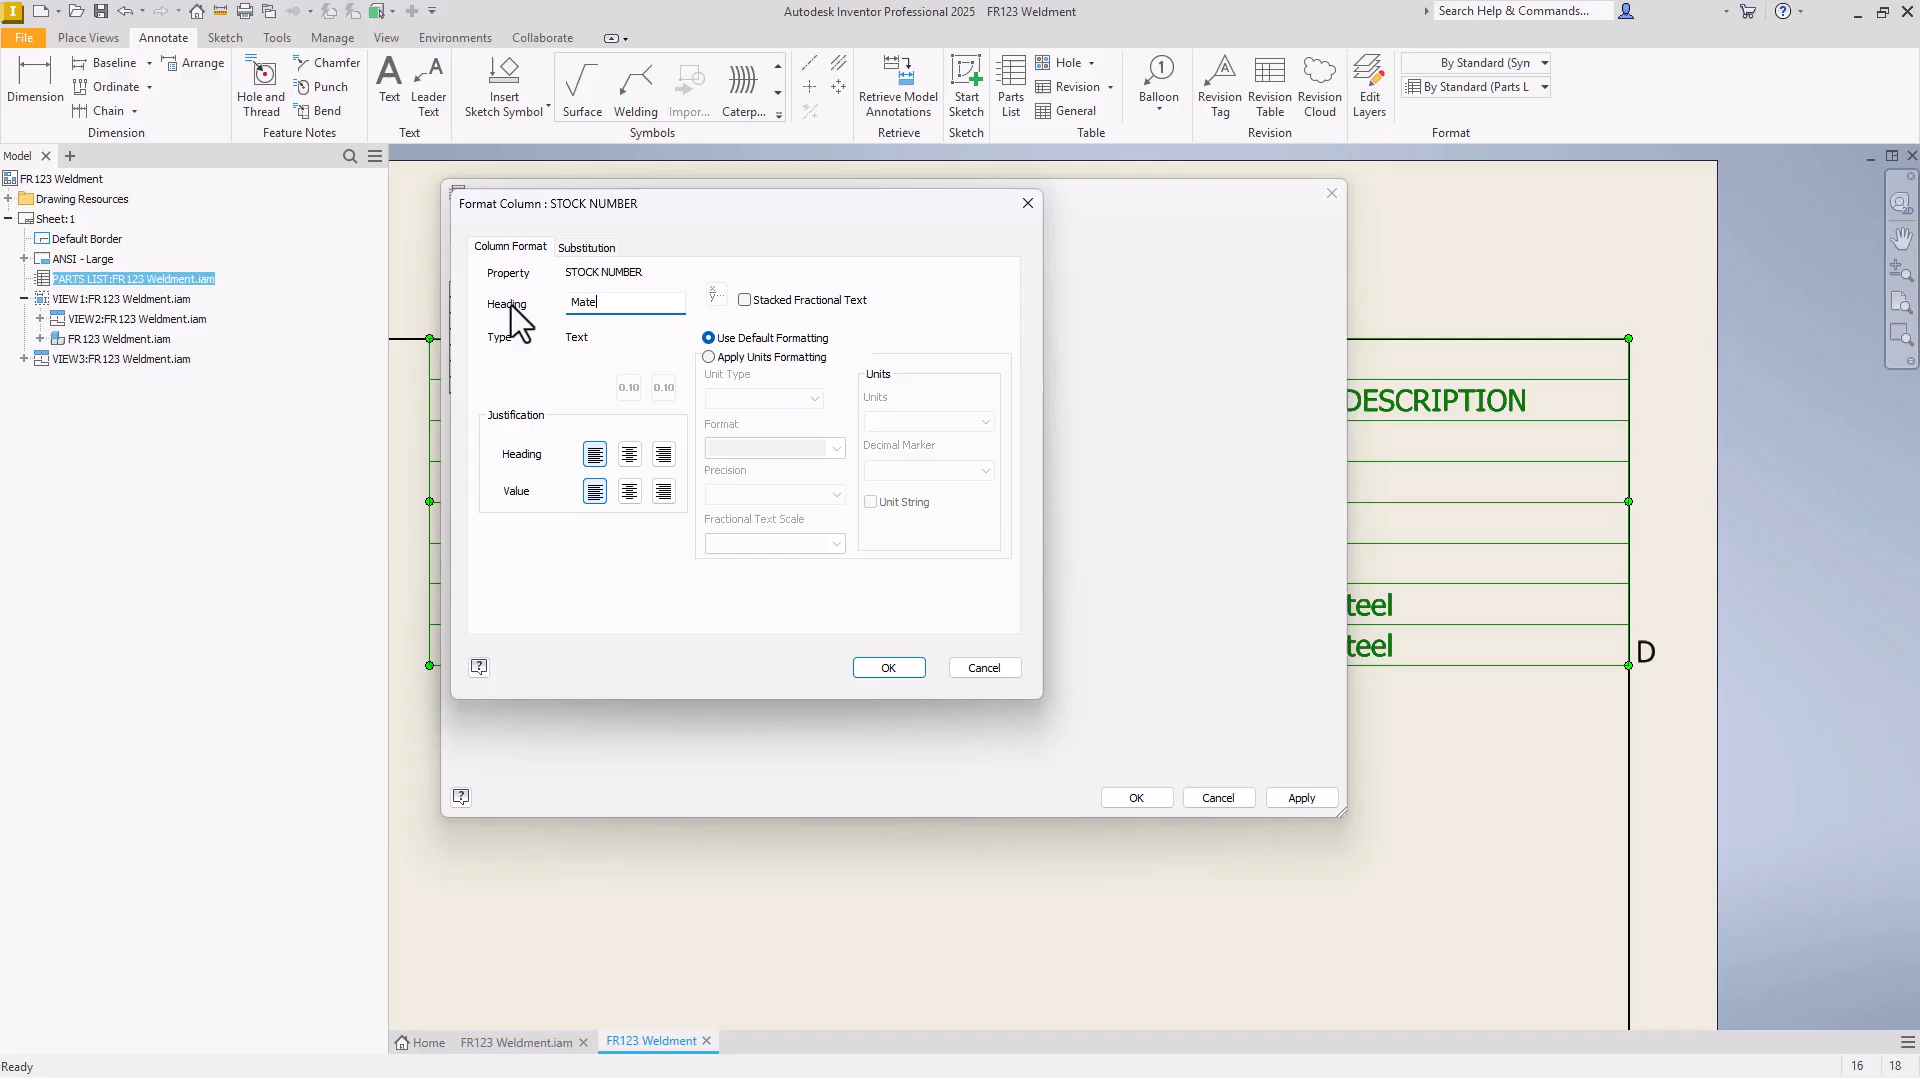 I
Autodesk Inventor Professional 2025 FR123 Weldment
Search Help & Commands...
File Place Views Annotate Sketch Tools Manage View Environments Collaborate
Dimension
Baseline
Ordinate
Chain
Arrange
Dimension
Hole and
Thread
Chamfer
Punch
Bend
Feature Notes
Text
Leader
Text
Text
Insert
Sketch Symbol
Surface
Welding
Impor...
Caterp...
Symbols
Retrieve Model
Annotations
Retrieve
Start
Sketch
Sketch
Parts
List
Hole
Revision
General
Table
Balloon
Revision
Tag
Revision
Table
Revision
Cloud
Revision
Edit
Layers
By Standard (Syn
By Standard (Parts L
Format
Model
FR123 Weldment
Drawing Resources
Sheet:1
Default Border
ANSI - Large
PARTS LIST:FR123 Weldment.iam
VIEW1:FR123 Weldment.iam
VIEW2:FR123 Weldment.iam
FR123 Weldment.iam
VIEW3:FR123 Weldment.iam
Format Column : STOCK NUMBER
Column Format
Substitution
Property STOCK NUMBER
Heading Mate
Type Text
Stacked Fractional Text
Use Default Formatting
Apply Units Formatting
Unit Type
Format
Precision
Fractional Text Scale
Units
Units
Decimal Marker
Unit String
0.10 0.10
Justification
Heading
Value
OK
Cancel
OK
Cancel
Apply
DESCRIPTION
teel
teel
D
Home
FR123 Weldment.iam
FR123 Weldment
Ready
16 18